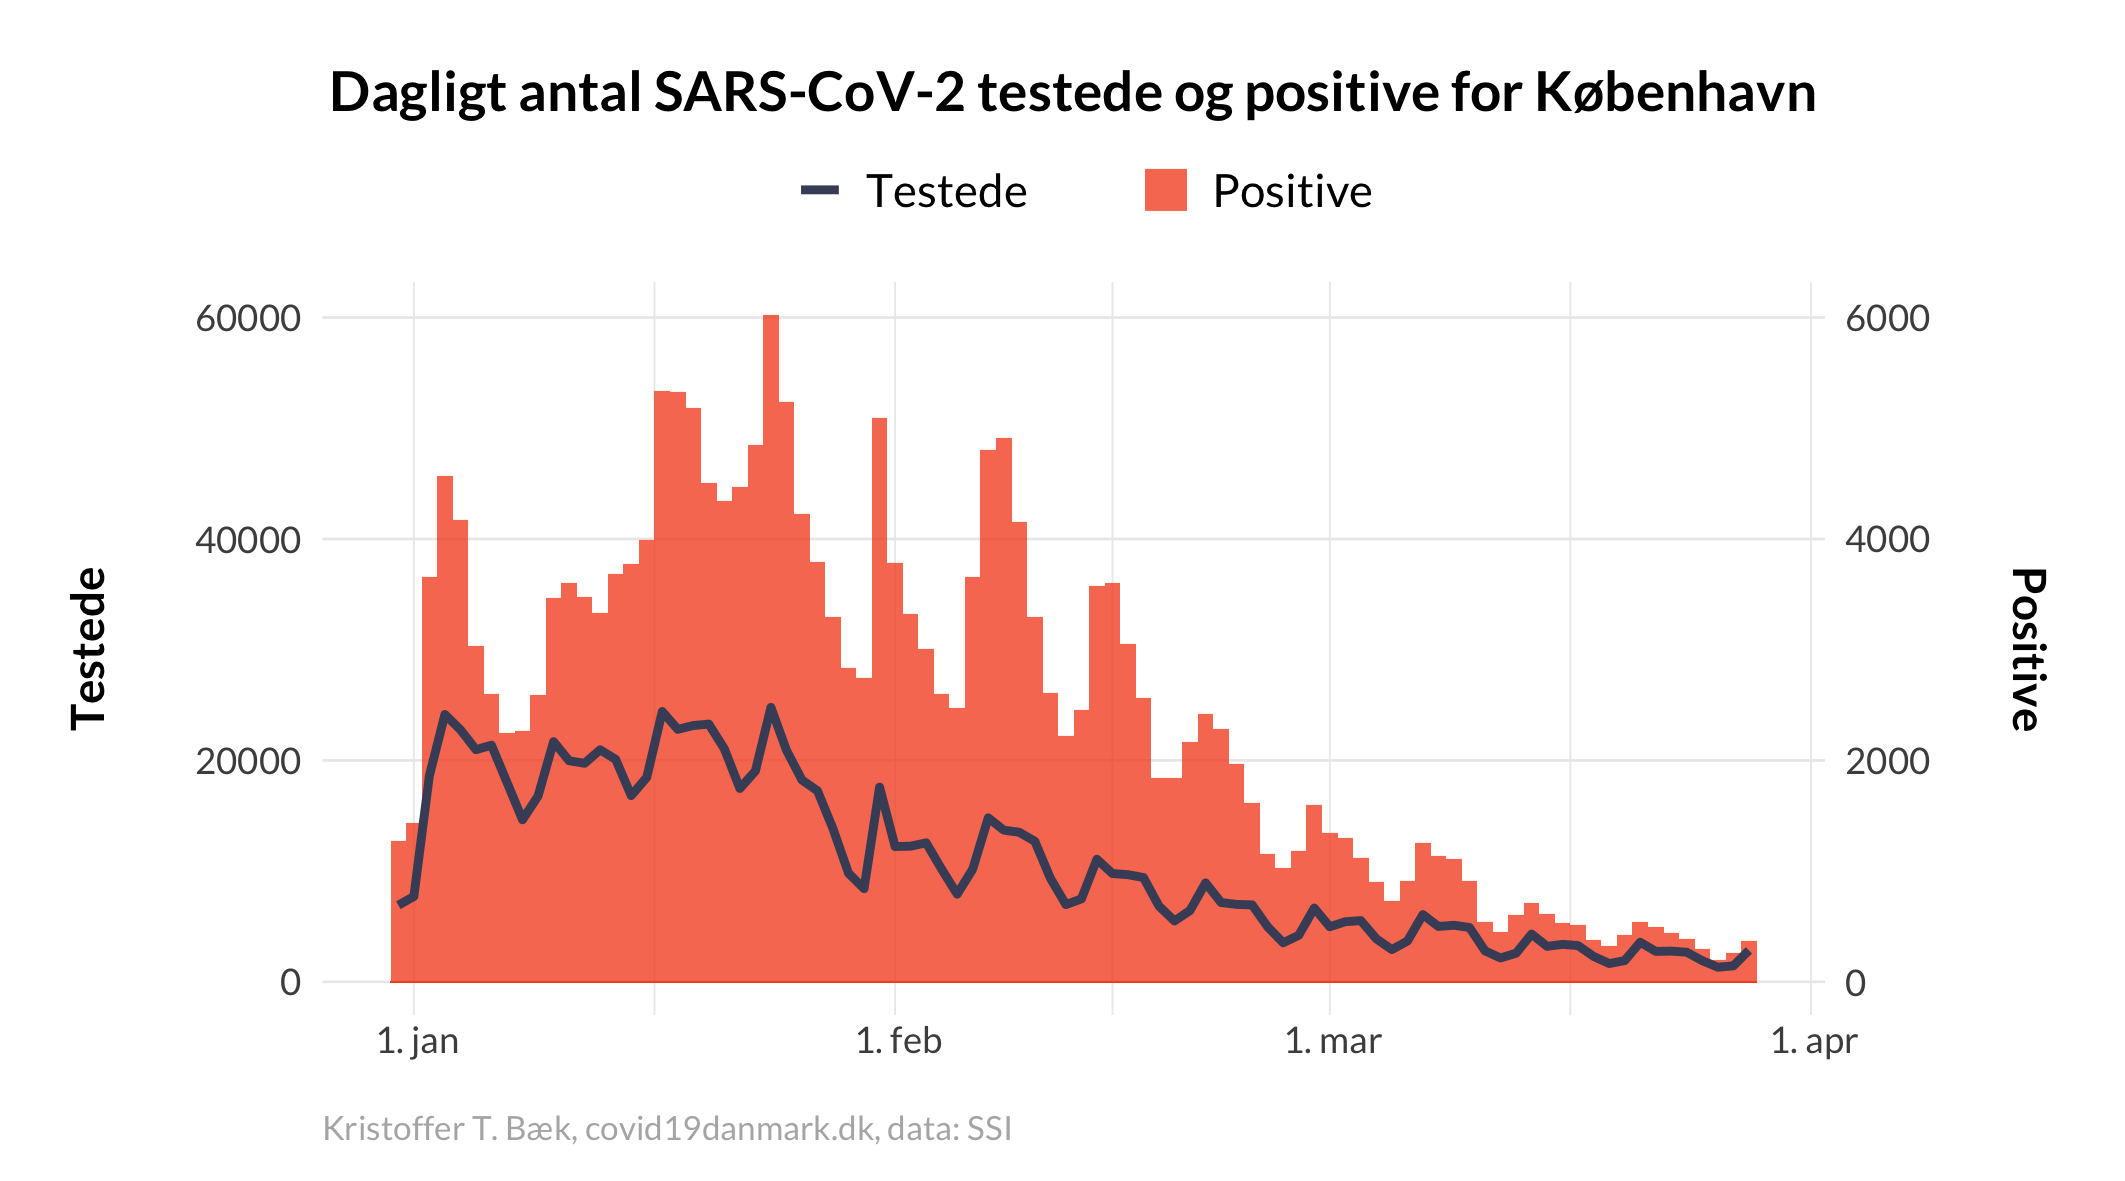 Dagligt antal SARS-CoV-2 testede og positive for København
Testede
Positive
60000
40000
20000
0
Testede
6000
4000
2000
0
Positive
1. jan
1. feb
1. mar
1. apr
Kristoffer T. Bæk, covid19danmark.dk, data: SSI